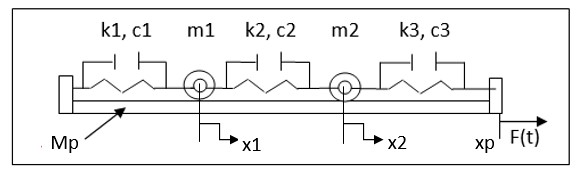 k1, c1 m1 k2, c2 m2 k3, c3
Mp x1 x2 xp F(t)